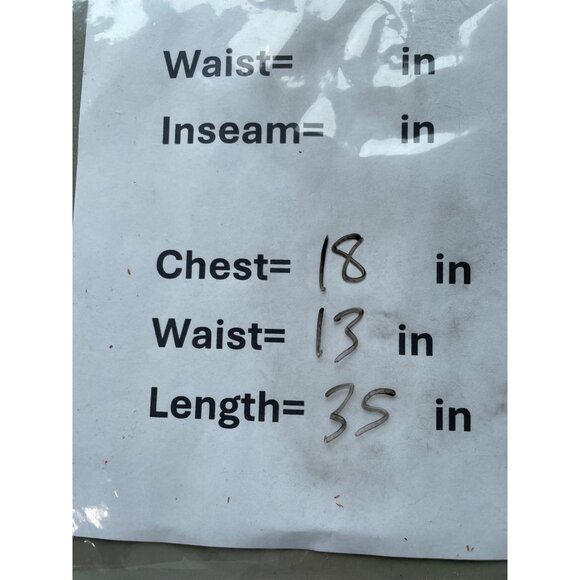 Waist= in
Inseam= in
Chest= 18 in
Waist= 13 in
Length= 35 in